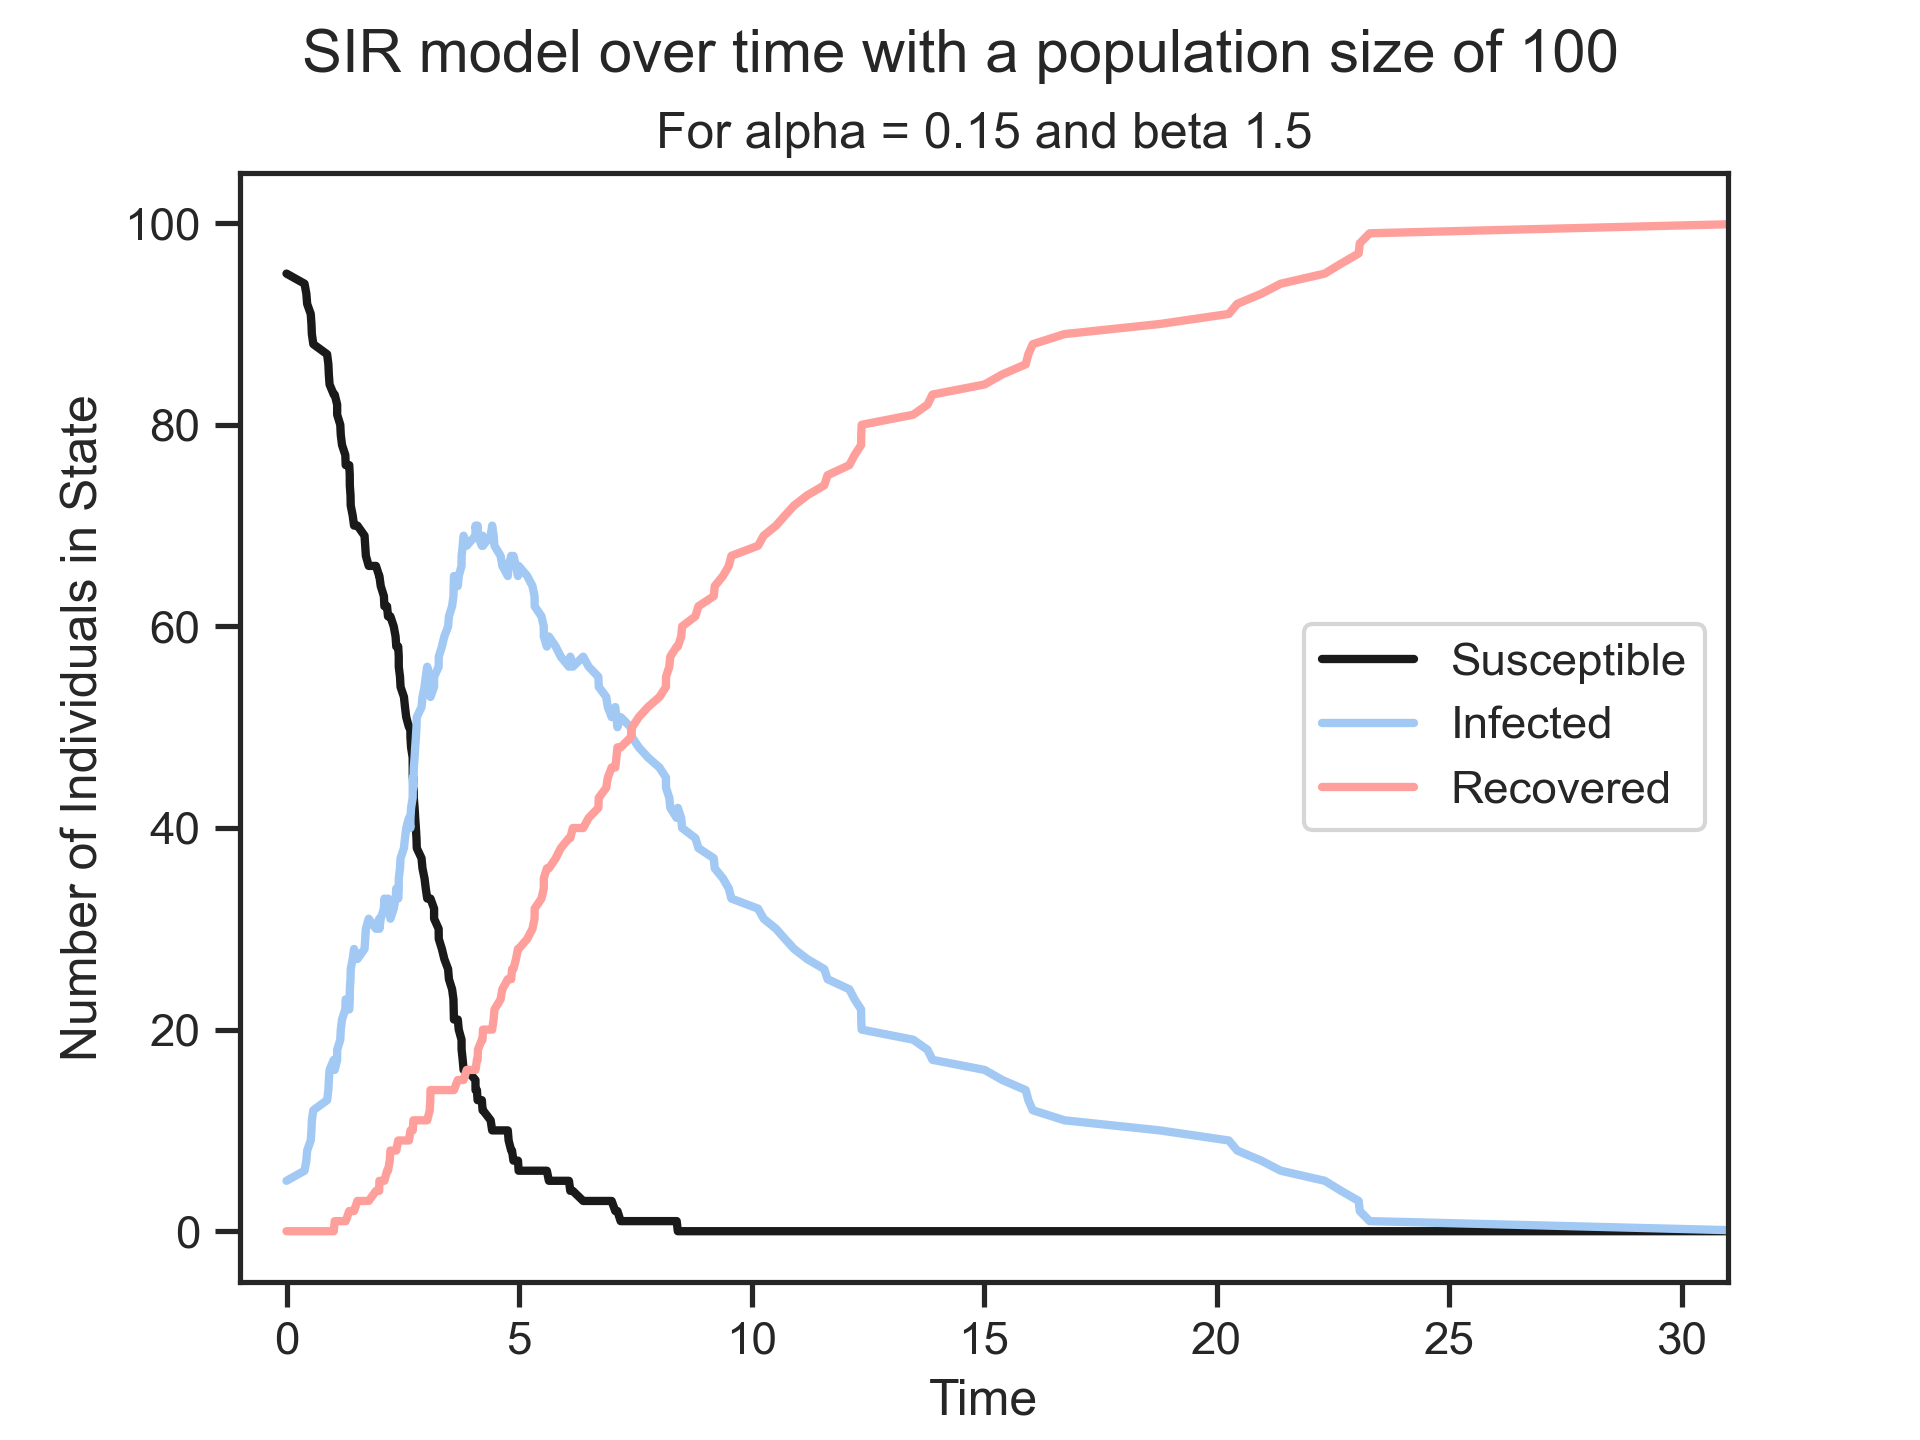 SIR model over time with a population size of 100
For alpha = 0.15 and beta 1.5
Number of Individuals in State
100
80
60
40
20
0
Susceptible
Infected
Recovered
0 5 10 15 20 25 30
Time